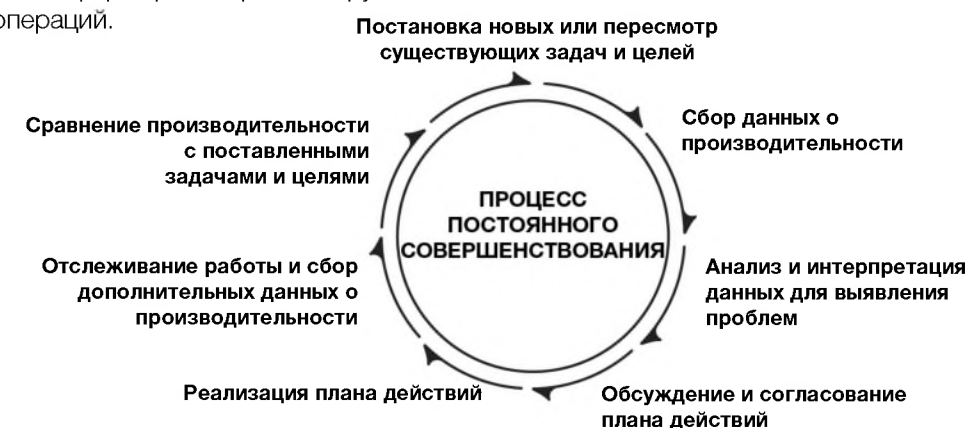 операций.
Постановка новых или пересмотр
существующих задач и целей
Сбор данных о
производительности
Анализ и интерпретация
данных для выявления
проблем
Обсуждение и согласование
плана действий
Реализация плана действий
Отслеживание работы и сбор
дополнительных данных о
производительности
Сравнение производительности
с поставленными
задачами и целями
ПРОЦЕСС
ПОСТОЯННОГО
СОВЕРШЕНСТВОВАНИЯ